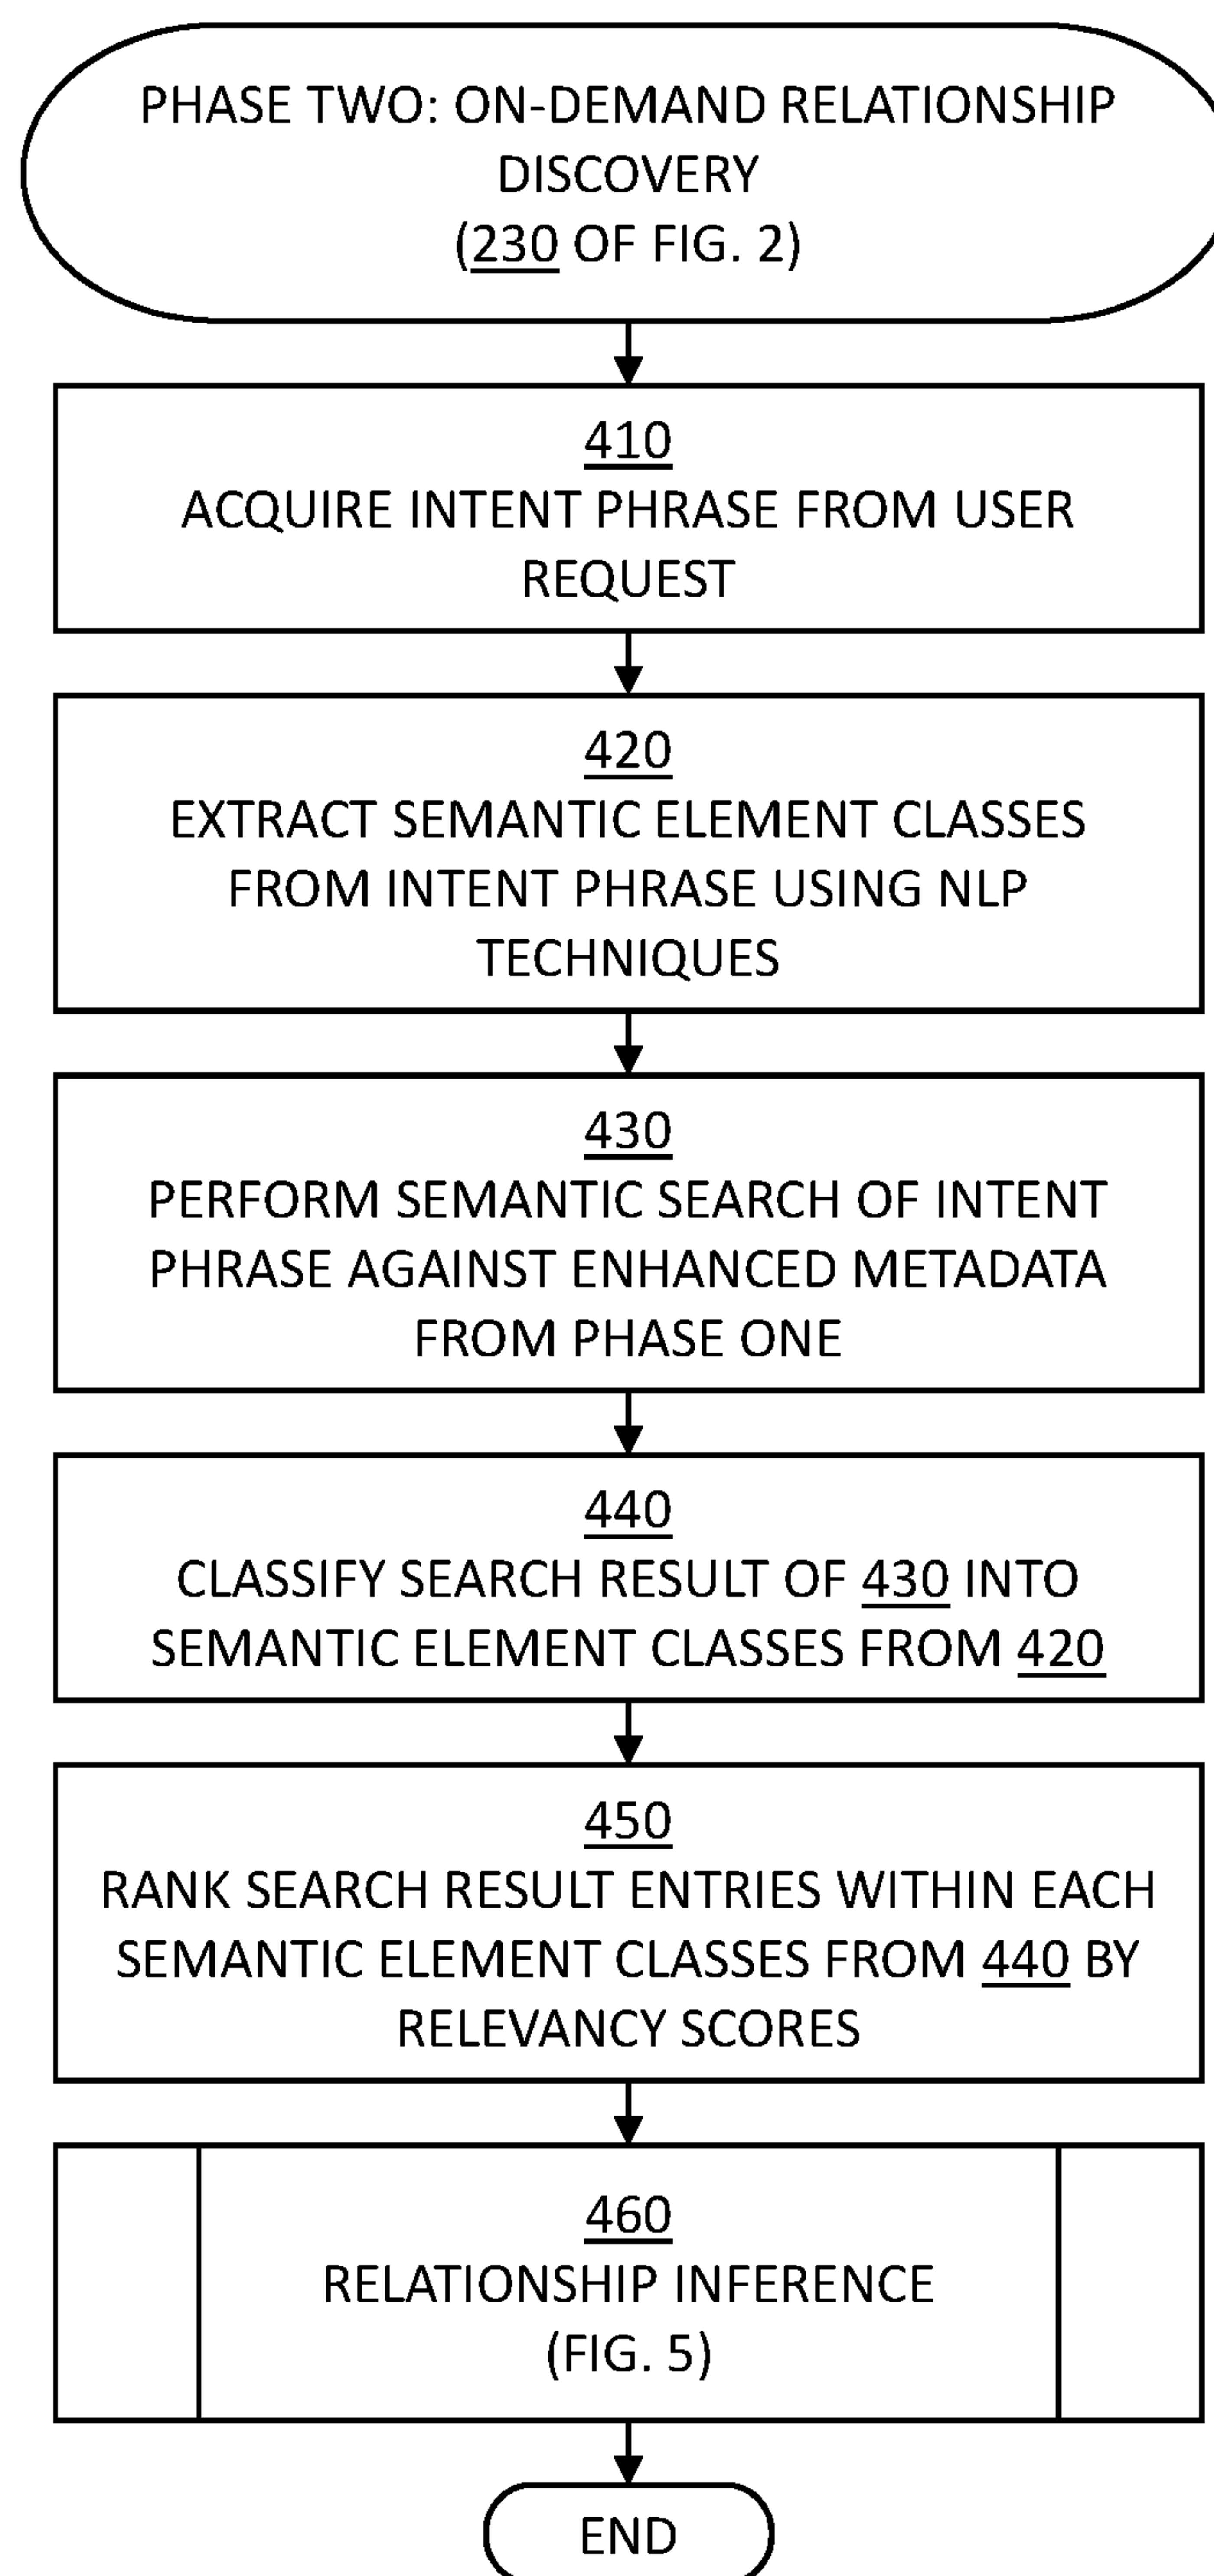 PHASE TWO: ON-DEMAND RELATIONSHIP
DISCOVERY
(230 OF FIG. 2)
410
ACQUIRE INTENT PHRASE FROM USER
REQUEST
420
EXTRACT SEMANTIC ELEMENT CLASSES
FROM INTENT PHRASE USING NLP
TECHNIQUES
430
PERFORM SEMANTIC SEARCH OF INTENT
PHRASE AGAINST ENHANCED METADATA
FROM PHASE ONE
440
CLASSIFY SEARCH RESULT OF 430 INTO
SEMANTIC ELEMENT CLASSES FROM 420
450
RANK SEARCH RESULT ENTRIES WITHIN EACH
SEMANTIC ELEMENT CLASSES FROM 440 BY
RELEVANCY SCORES
460
RELATIONSHIP INFERENCE
(FIG. 5)
END